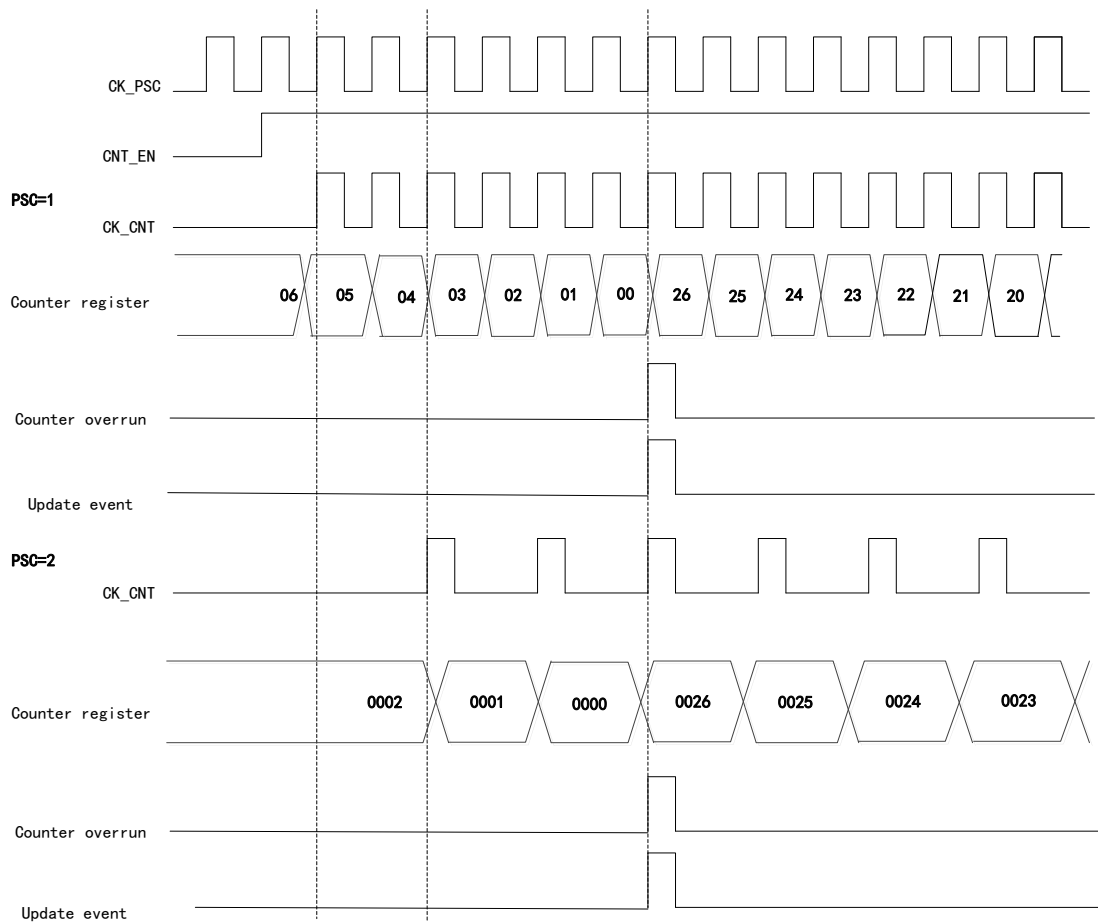 CK_PSC
CNT_EN
PSC=1
CK_CNT
Counter register 06 05 04 03 02 01 00 26 25 24 23 22 21 20
Counter overrun
Update event
PSC=2
CK_CNT
Counter register 0002 0001 0000 0026 0025 0024 0023
Counter overrun
Update event